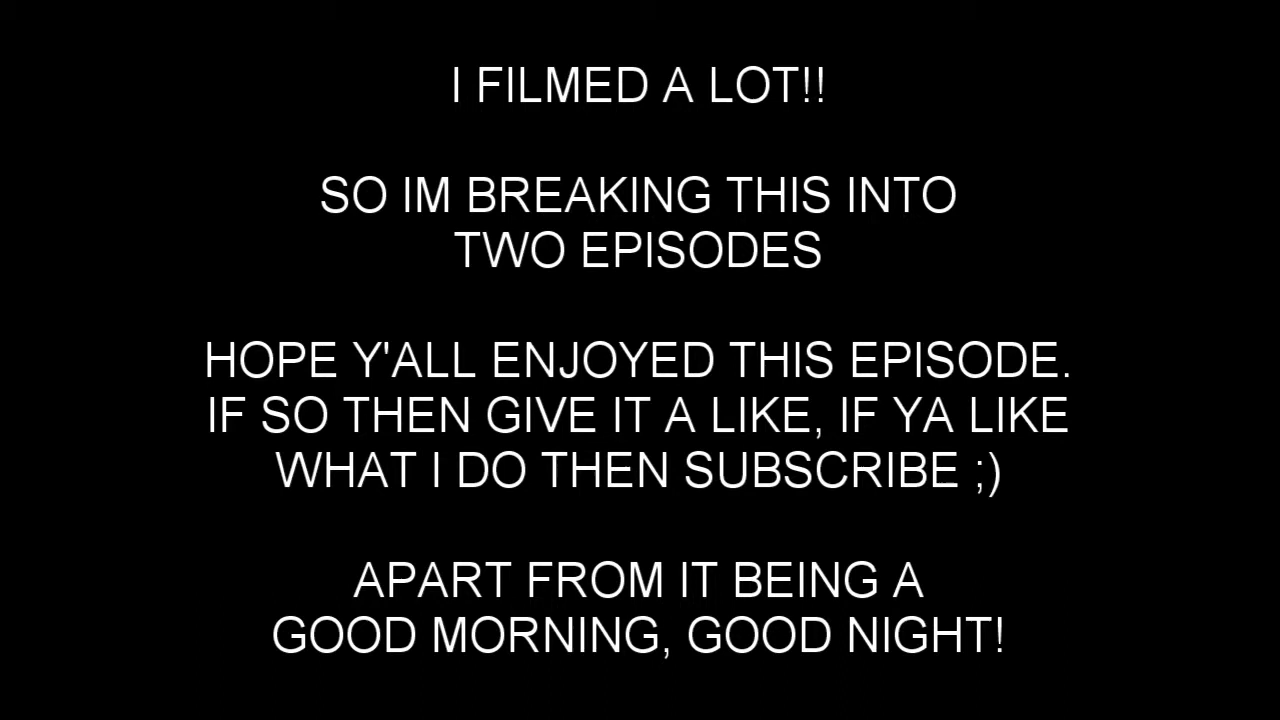 I FILMED A LOT!!
SO IM BREAKING THIS INTO
TWO EPISODES
HOPE Y'ALL ENJOYED THIS EPISODE.
IF SO THEN GIVE IT A LIKE, IF YA LIKE
WHAT I DO THEN SUBSCRIBE ;)
APART FROM IT BEING A
GOOD MORNING, GOOD NIGHT!